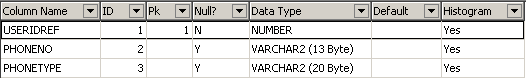 Column Name ID Pk Null? Data Type Default Histogram
USERIDREF 1 1 N NUMBER Yes
PHONENO 2 Y VARCHAR2 (13 Byte) Yes
PHONETYPE 3 Y VARCHAR2 (20 Byte) Yes